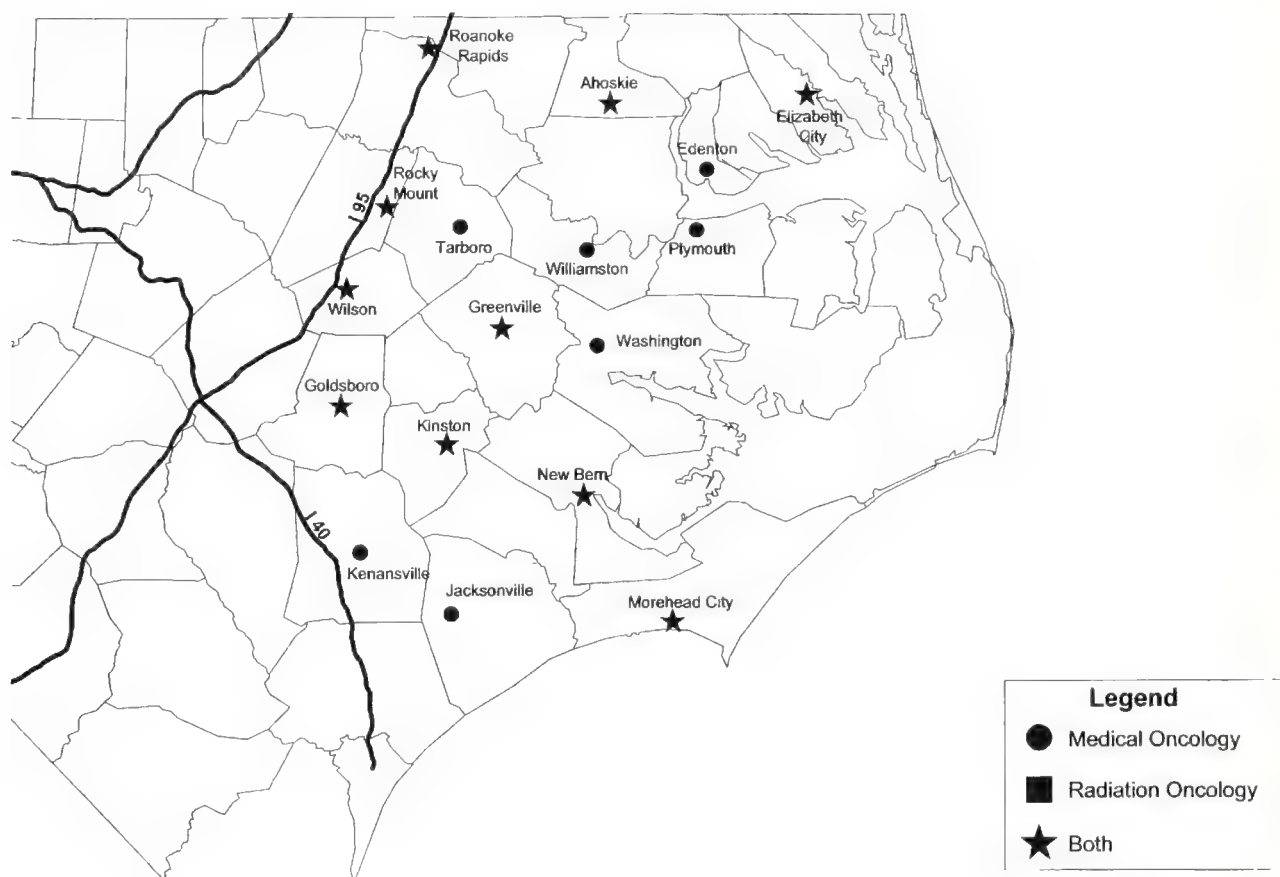 Roanoke
Rapids
Ahoskie
Elizabeth
City
Edenton
Rocky
Mount
I 95
Tarboro
Williamston
Plymouth
Wilson
Greenville
Washington
Goldsboro
Kinston
New Bern
I 40
Kenansville
Jacksonville
Morehead City
Legend
Medical Oncology
Radiation Oncology
Both